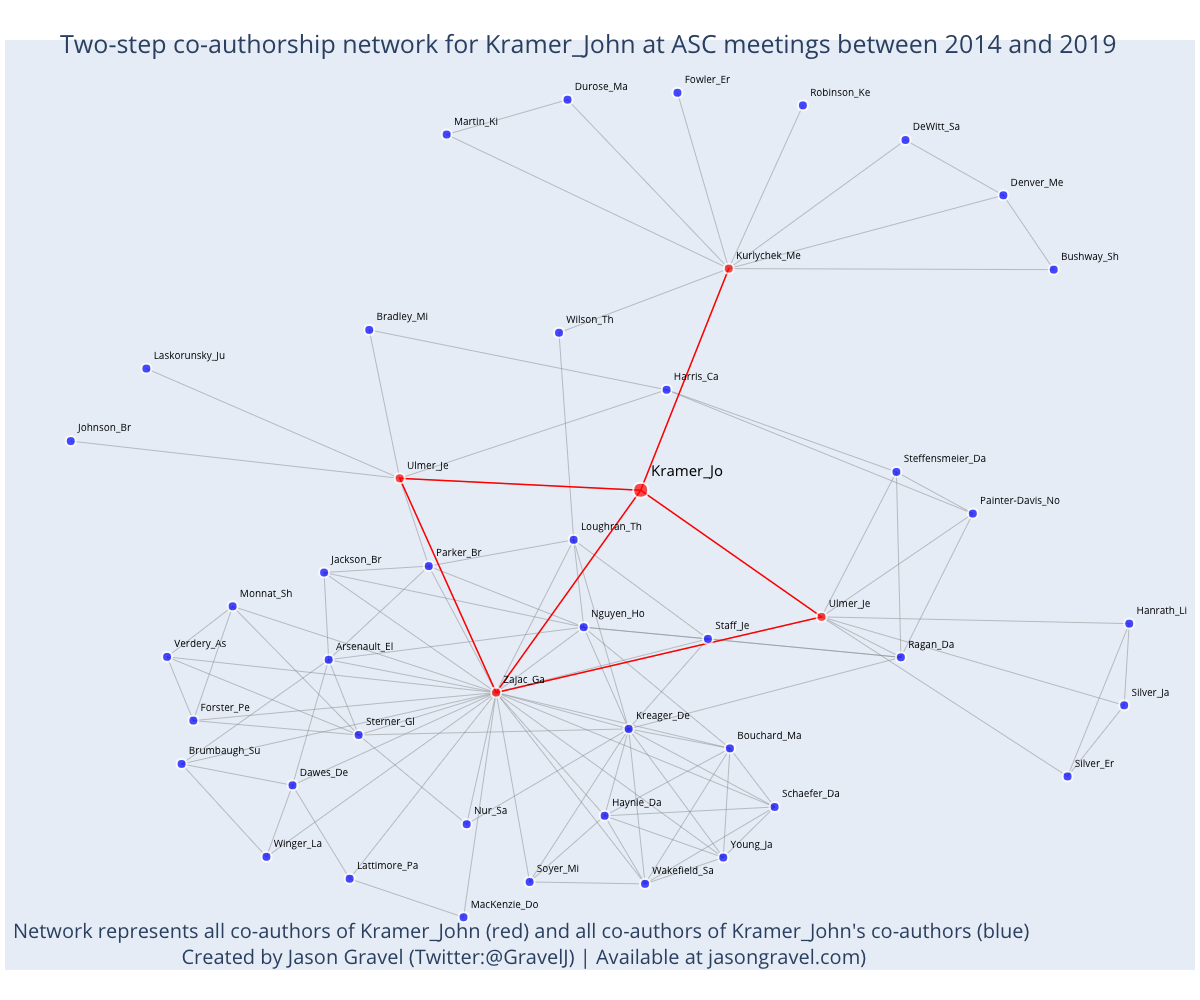 Two-step co-authorship network for Kramer_John at ASC meetings between 2014 and 2019
Fowler_Er
Durose_Ma
Robinson_Ke
Martin_Ki
DeWitt_Sa
Denver_Me
Kurlychek_Me
Bushway_Sh
Bradley_Mi
Wilson_Th
Laskorunsky_Ju
Harris_Ca
Johnson_Br
Ulmer_Je
Kramer_Jo
Steffensmeier_Da
Painter-Davis_No
Loughran_Th
Parker_Br
Jackson_Br
Monnat_Sh
Nguyen_Ho
Ulmer_Je
Hanrath_Li
Staff_Je
Verdery_As
Arsenault_El
Ragan_Da
Zajac_Ga
Silver_Ja
Forster_Pe
Sterner_Gl
Kreager_De
Bouchard_Ma
Brumbaugh_Su
Silver_Er
Dawes_De
Schaefer_Da
Haynie_Da
Nur_Sa
Winger_La
Young_Ja
Lattimore_Pa
Soyer_Mi
Wakefield_Sa
MacKenzie_Do
Network represents all co-authors of Kramer_John (red) and all co-authors of Kramer_John's co-authors (blue)
Created by Jason Gravel (Twitter:@GravelJ) | Available at jasongravel.com)